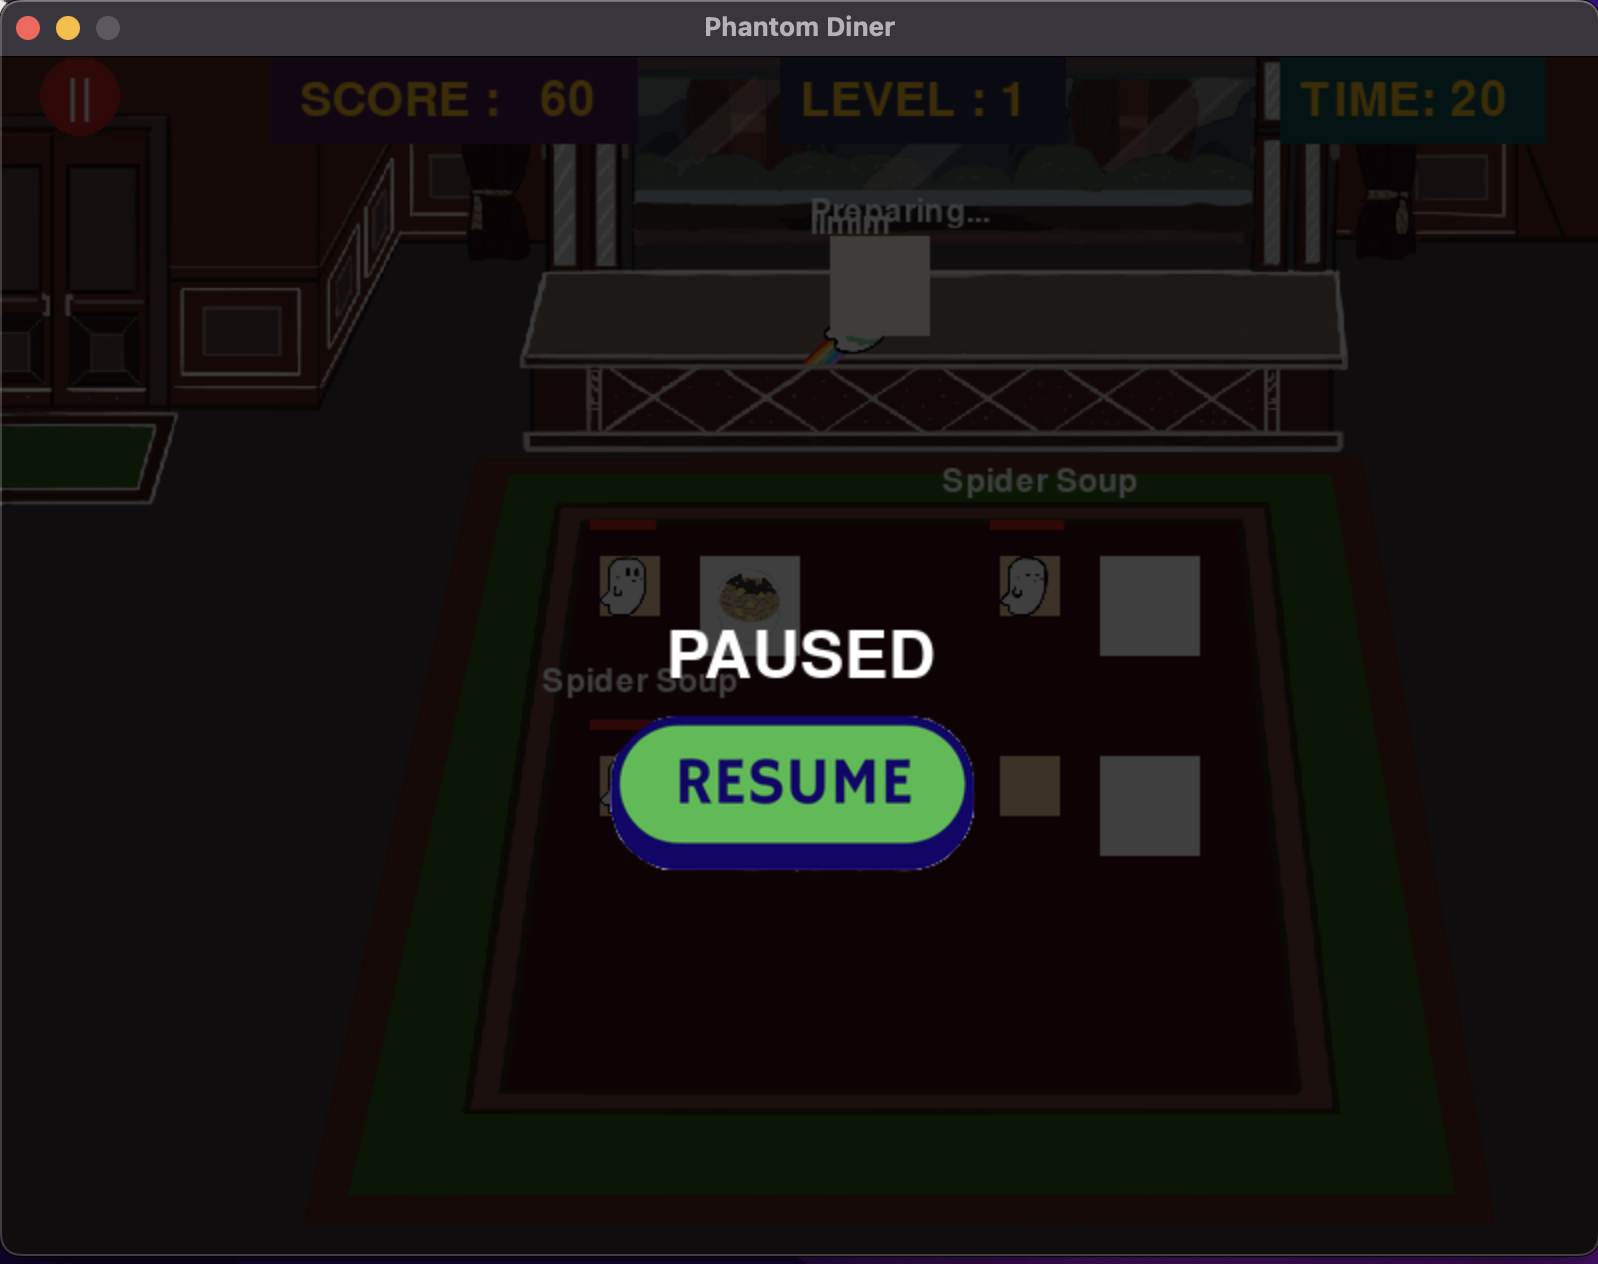 Phantom Diner
SCORE : 60
LEVEL : 1
TIME: 20
Preparing...
Spider Soup
PAUSED
Spider Soup
RESUME